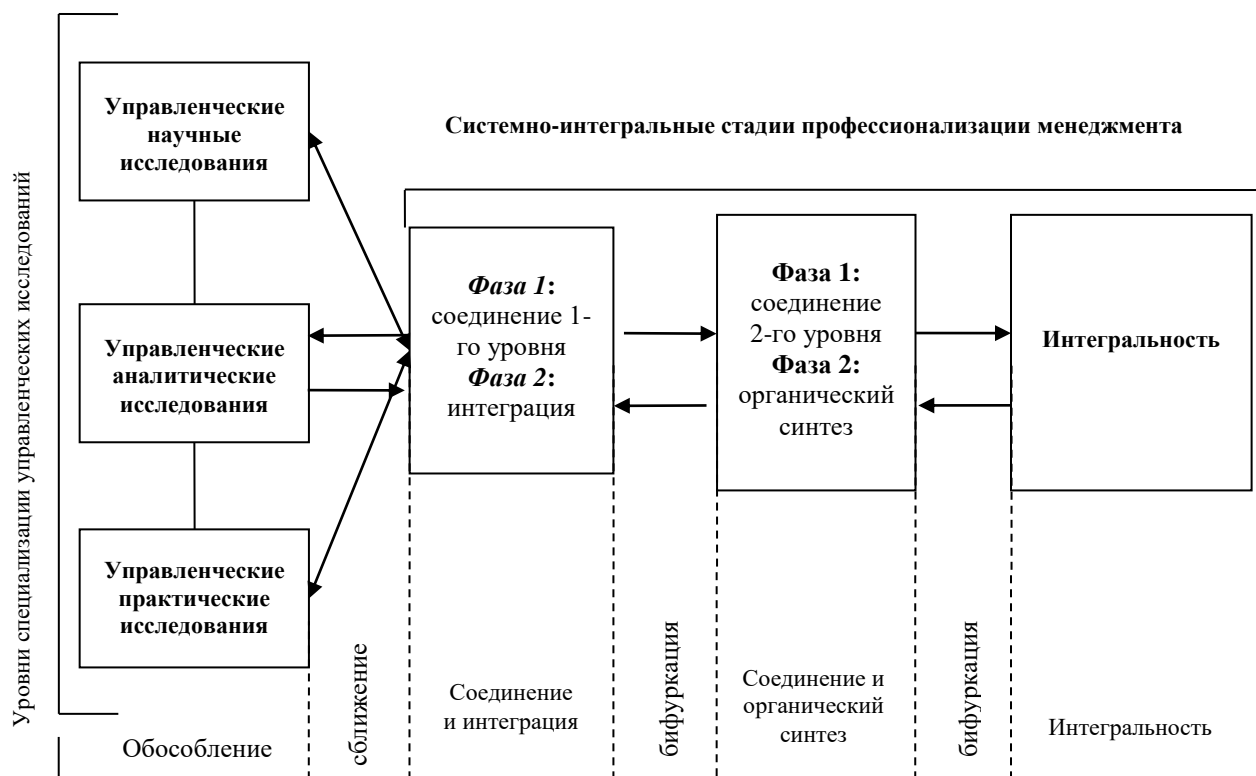 Уровни специализации управленческих исследований
Управленческие
научные
исследования
Управленческие
аналитические
исследования
Управленческие
практические
исследования
Системно-интегральные стадии профессионализации менеджмента
Фаза 1:
соединение 1-
го уровня
Фаза 2:
интеграция
Фаза 1:
соединение
2-го уровня
Фаза 2:
органический
синтез
Интегральность
Обособление
сближение
Соединение
и интеграция
бифуркация
Соединение и
органический
синтез
бифуркация
Интегральность